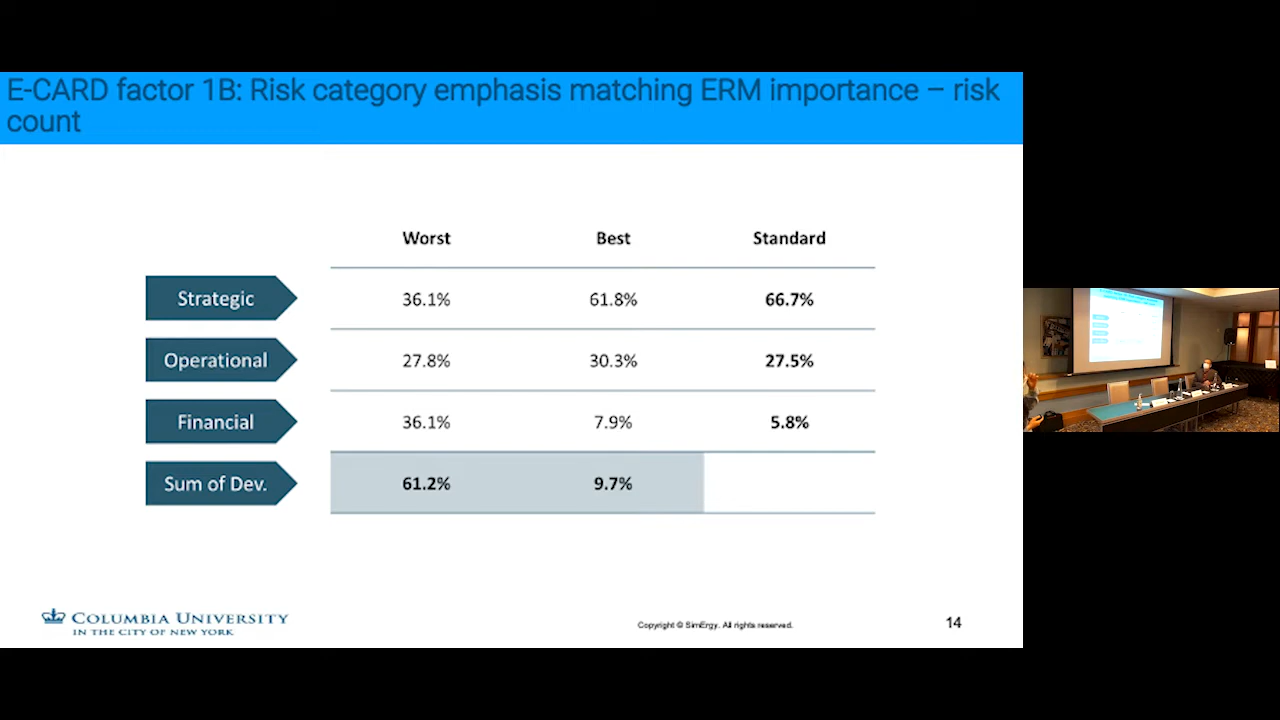 E-CARD factor 1B: Risk category emphasis matching ERM importance – risk
count
Worst Best Standard
Strategic 36.1% 61.8% 66.7%
Operational 27.8% 30.3% 27.5%
Financial 36.1% 7.9% 5.8%
Sum of Dev. 61.2% 9.7%
COLUMBIA UNIVERSITY
IN THE CITY OF NEW YORK
Copyright © SimErgy. All rights reserved.
14